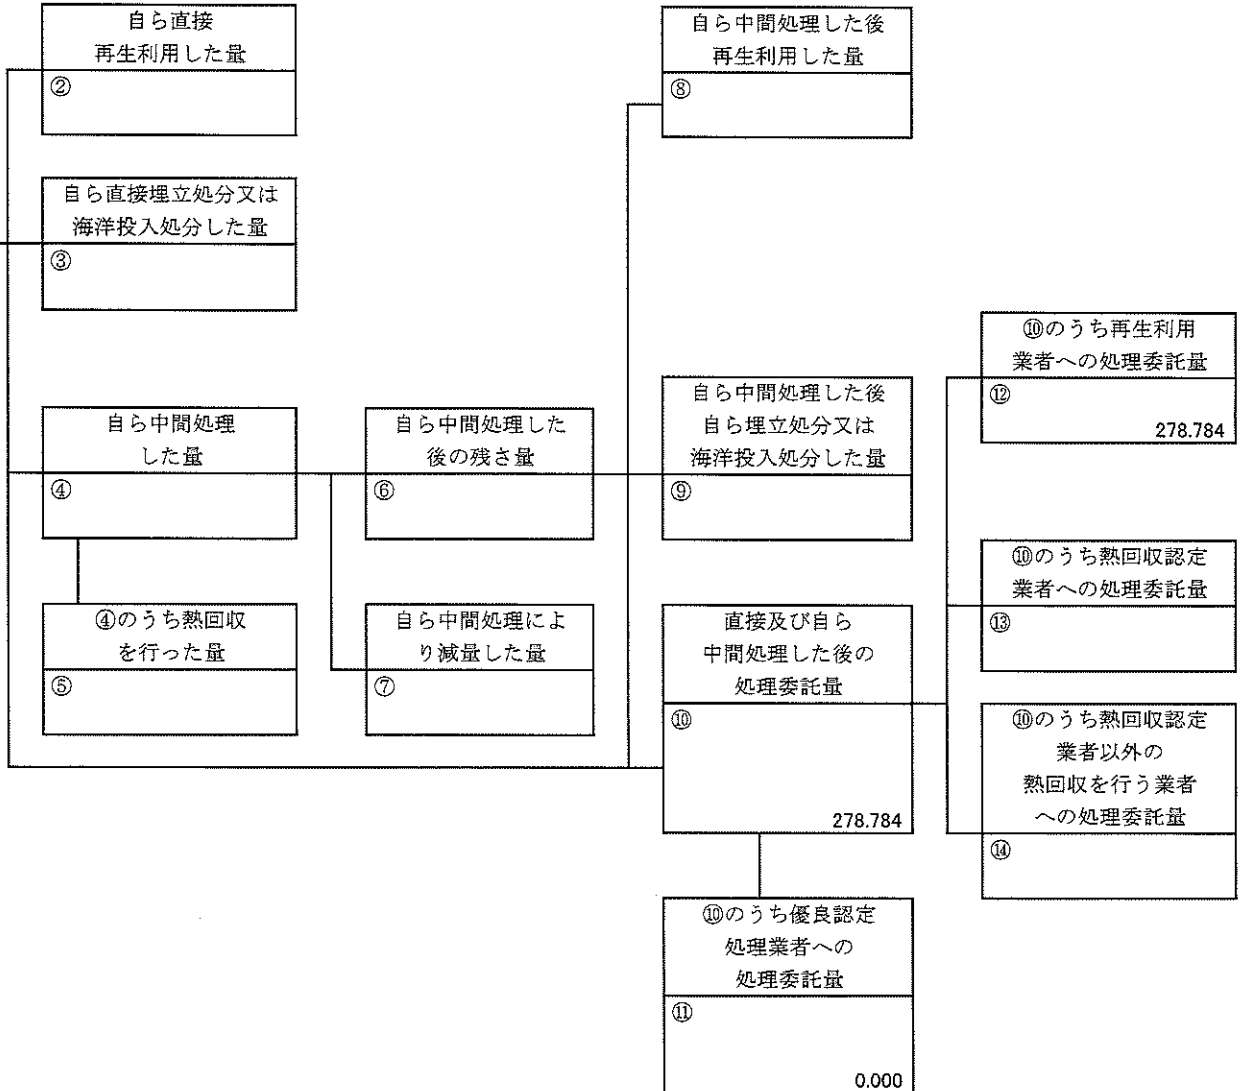 自ら直接
再生利用した量
②
自ら中間処理した後
再生利用した量
⑧
自ら直接埋立処分又は
海洋投入処分した量
③
⑩のうち再生利用
業者への処理委託量
⑫
278.784
自ら中間処理
した量
④
自ら中間処理した
後の残さ量
⑥
自ら中間処理した後
自ら埋立処分又は
海洋投入処分した量
⑨
⑩のうち熱回収認定
業者への処理委託量
⑬
④のうち熱回収
を行った量
⑤
自ら中間処理によ
り減量した量
⑦
直接及び自ら
中間処理した後の
処理委託量
⑩
278.784
⑩のうち熱回収認定
業者以外の
熱回収を行う業者
への処理委託量
⑭
⑩のうち優良認定
処理業者への
処理委託量
⑪
0.000